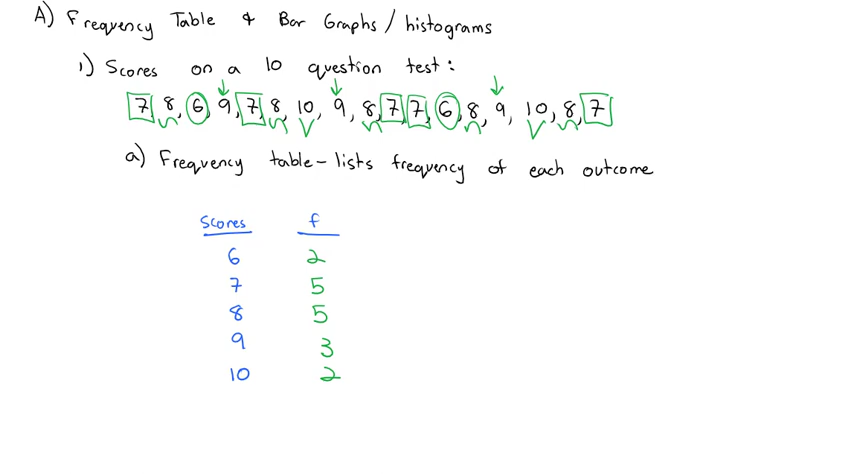 A) Frequency Table & Bar Graphs / histograms
1) Scores on a 10 question test:
7, 8, 6, 9, 7, 8, 10, 9, 8, 7, 7, 6, 8, 9, 10, 8, 7
a) Frequency table - lists frequency of each outcome
Scores f
6 2
7 5
8 5
9 3
10 2